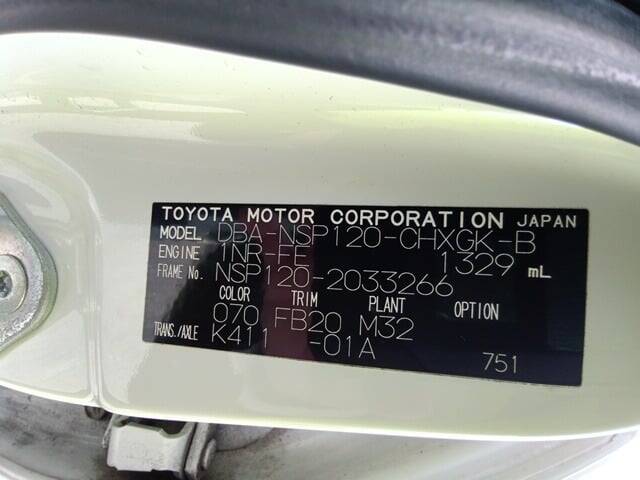 TOYOTA MOTOR CORPORATION JAPAN
MODEL DBA-NSP120-CHXGK-B
ENGINE 1NR-FE 1329 mL
FRAME No. NSP120-2033266
COLOR TRIM PLANT OPTION
070 FB20 M32
TRANS./AXLE K411 -01A
751